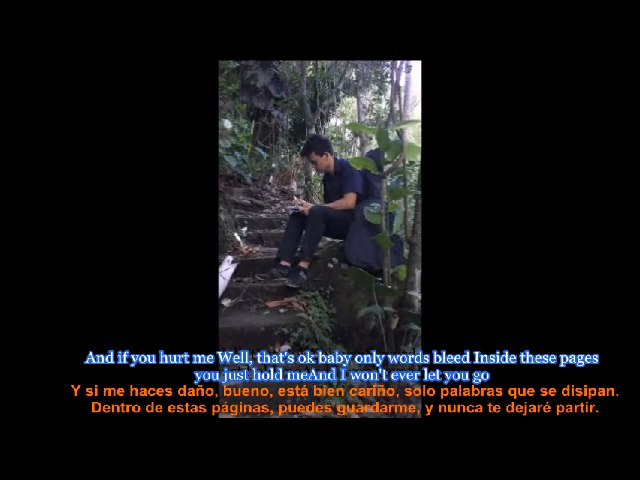 And if you hurt me Well, that's ok baby only words bleed Inside these pages
you just hold meAnd I won't ever let you go
Y si me haces daño, bueno, está bien cariño, solo palabras que se disipan.
Dentro de estas páginas, puedes guardarme, y nunca te dejaré partir.